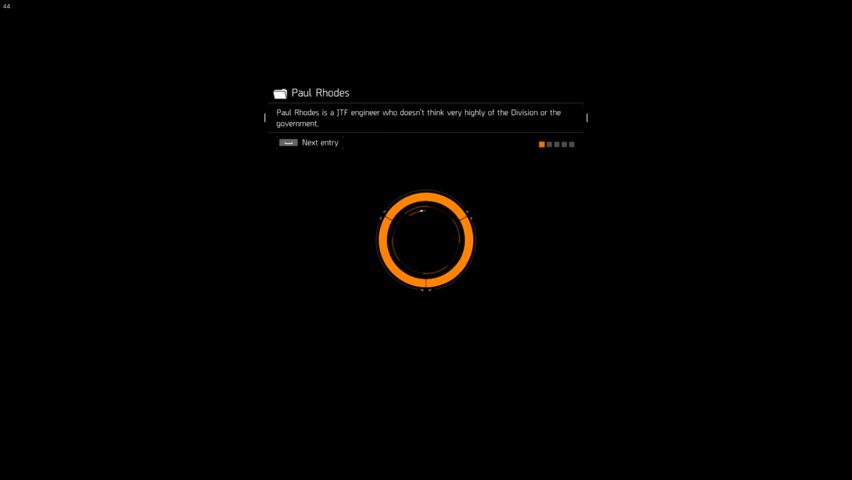 44
Paul Rhodes
Paul Rhodes is a JTF engineer who doesn't think very highly of the Division or the
government.
Next entry